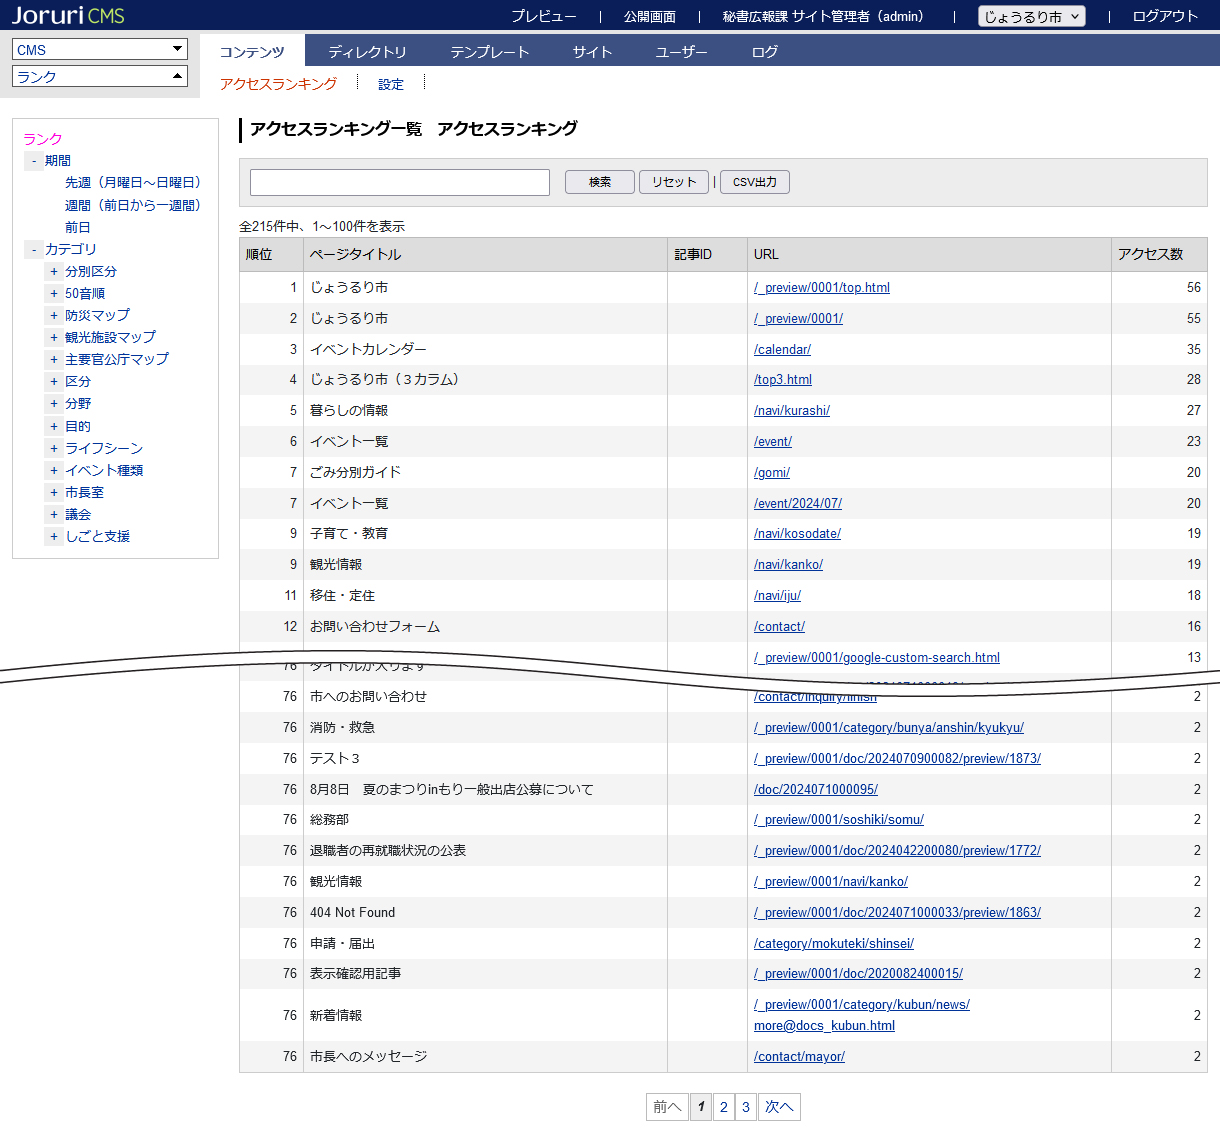 Joruri CMS
プレビュー | 公開画面 | 秘書広報課 サイト管理者（admin） | じょうるり市 | ログアウト
CMS
ランク
コンテンツ ディレクトリ テンプレート サイト ユーザー ログ
アクセスランキング 設定
ランク
- 期間
先週（月曜日～日曜日）
週間（前日から一週間）
前日
- カテゴリ
+ 分別区分
+ 50音順
+ 防災マップ
+ 観光施設マップ
+ 主要官公庁マップ
+ 区分
+ 分野
+ 目的
+ ライフシーン
+ イベント種類
+ 市長室
+ 議会
+ しごと支援
アクセスランキング一覧　アクセスランキング
検索 リセット | CSV出力
全215件中、1～100件を表示
順位 ページタイトル 記事ID URL アクセス数
1 じょうるり市 /_preview/0001/top.html 56
2 じょうるり市 /_preview/0001/ 55
3 イベントカレンダー /calendar/ 35
4 じょうるり市（３カラム） /top3.html 28
5 暮らしの情報 /navi/kurashi/ 27
6 イベント一覧 /event/ 23
7 ごみ分別ガイド /gomi/ 20
7 イベント一覧 /event/2024/07/ 20
9 子育て・教育 /navi/kosodate/ 19
9 観光情報 /navi/kanko/ 19
11 移住・定住 /navi/iju/ 18
12 お問い合わせフォーム /contact/ 16
/_preview/0001/google-custom-search.html 13
76 タイトルが入ります
76 市へのお問い合わせ /contact/inquiry/finish 2
76 消防・救急 /_preview/0001/category/bunya/anshin/kyukyu/ 2
76 テスト３ /_preview/0001/doc/2024070900082/preview/1873/ 2
76 8月8日　夏のまつりinもり一般出店公募について /doc/2024071000095/ 2
76 総務部 /_preview/0001/soshiki/somu/ 2
76 退職者の再就職状況の公表 /_preview/0001/doc/2024042200080/preview/1772/ 2
76 観光情報 /_preview/0001/navi/kanko/ 2
76 404 Not Found /_preview/0001/doc/2024071000033/preview/1863/ 2
76 申請・届出 /category/mokuteki/shinsei/ 2
76 表示確認用記事 /_preview/0001/doc/2020082400015/ 2
76 新着情報 /_preview/0001/category/kubun/news/
more@docs_kubun.html 2
76 市長へのメッセージ /contact/mayor/ 2
前へ 1 2 3 次へ